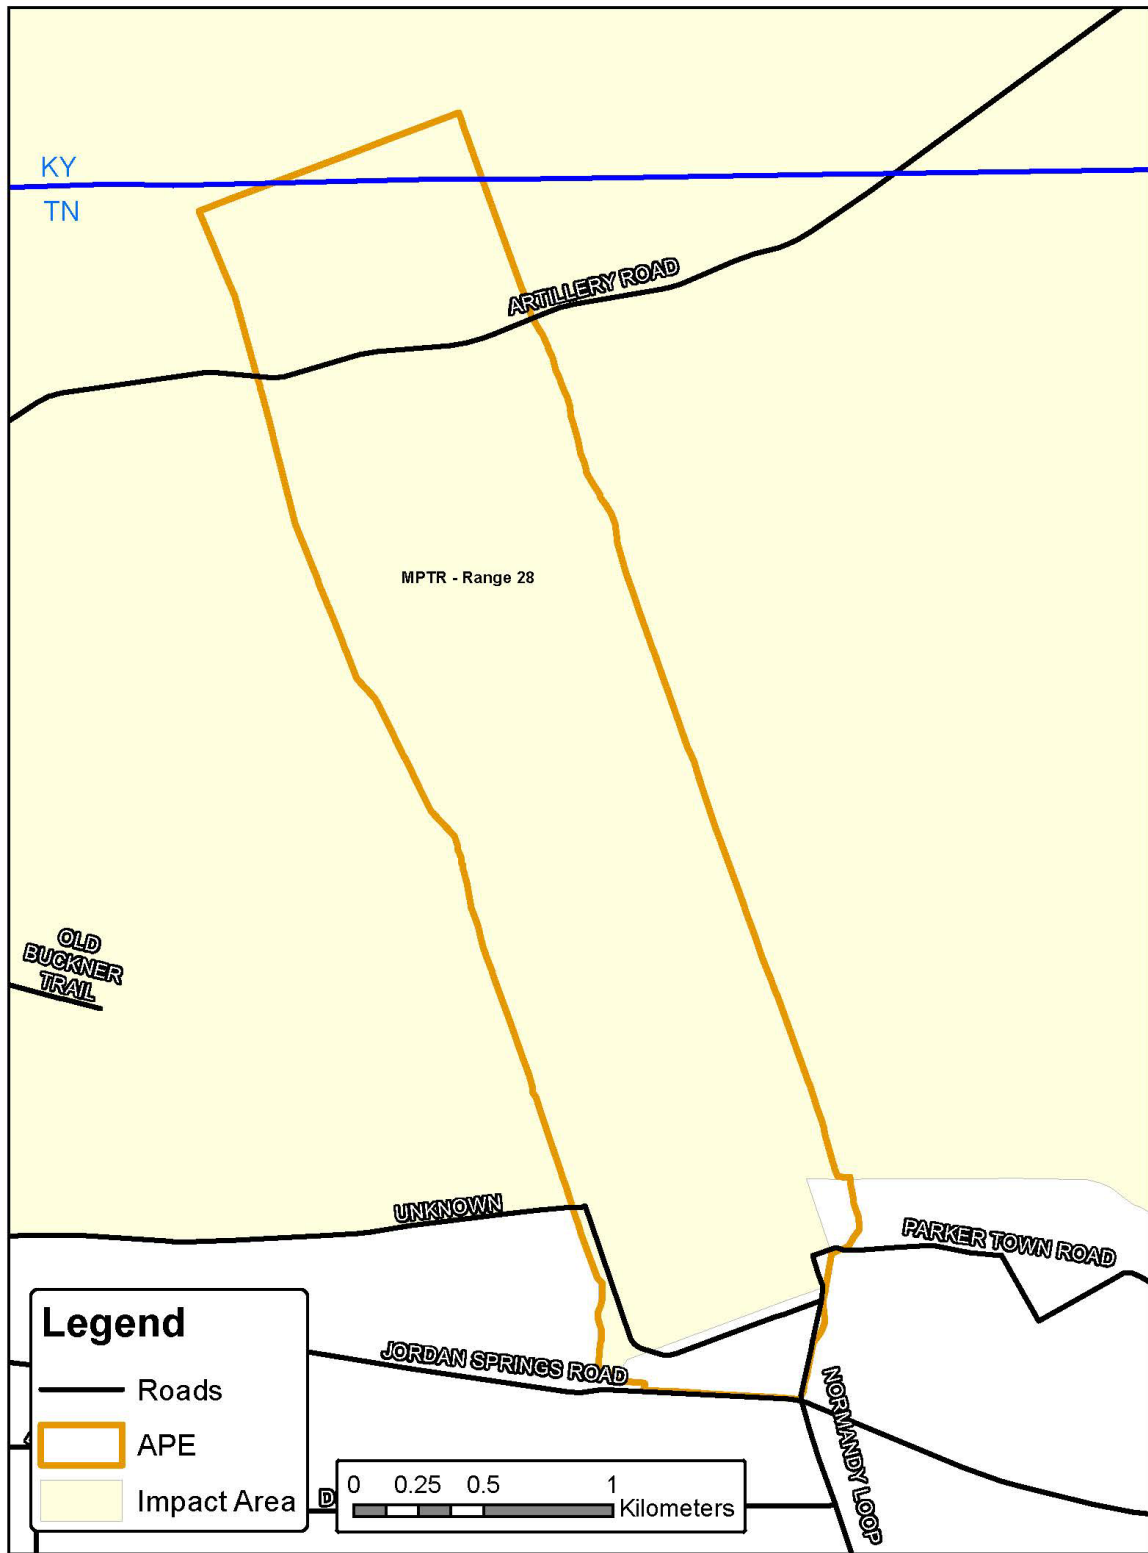 KY
TN
ARTILLERY ROAD
MPTR - Range 28
OLD
BUCKNER
TRAIL
UNKNOWN
PARKER TOWN ROAD
JORDAN SPRINGS ROAD
NORMANDY LOOP
Legend
Roads
APE
Impact Area
D
0 0.25 0.5 1
Kilometers